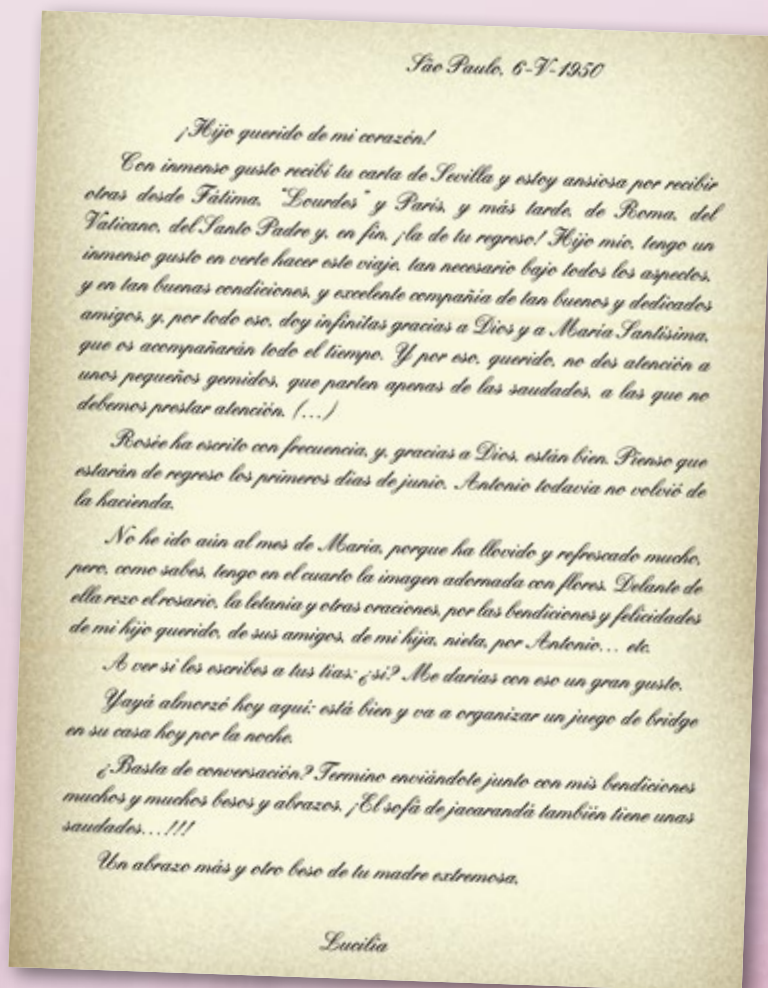 São Paulo, 6-V-1950
¡Hijo querido de mi corazón!
Con inmenso gusto recibí tu carta de Sevilla y estoy ansiosa por recibir
otras desde Fátima, "Lourdes" y París, y más tarde, de Roma, del
Vaticano, del Santo Padre y, en fin, ¡la de tu regreso! Hijo mío, tengo un
inmenso gusto en verte hacer este viaje, tan necesario bajo todos los aspectos,
y en tan buenas condiciones, y excelente compañía de tan buenos y dedicados
amigos, y, por todo eso, doy infinitas gracias a Dios y a María Santísima,
que os acompañarán todo el tiempo. Y por eso, querido, no des atención a
unos pequeños gemidos, que parten apenas de las saudades, a las que no
debemos prestar atención. (...)
Rosée ha escrito con frecuencia, y, gracias a Dios, están bien. Pienso que
estarán de regreso los primeros días de junio. Antonio todavía no volvió de
la hacienda.
No he ido aún al mes de María, porque ha llovido y refrescado mucho,
pero, como sabes, tengo en el cuarto la imagen adornada con flores. Delante de
ella rezo el rosario, la letanía y otras oraciones, por las bendiciones y felicidades
de mi hijo querido, de sus amigos, de mi hija, nieta, por Antonio... etc.
A ver si les escribes a tus tías; ¿sí? Me darías con eso un gran gusto.
Yayá almorzó hoy aquí; está bien y va a organizar un juego de bridge
en su casa hoy por la noche.
¿Basta de conversación? Termino enviándote junto con mis bendiciones
muchos y muchos besos y abrazos. ¡El sofá de jacarandá también tiene unas
saudades...!!!
Un abrazo más y otro beso de tu madre extremosa,
Lucilia